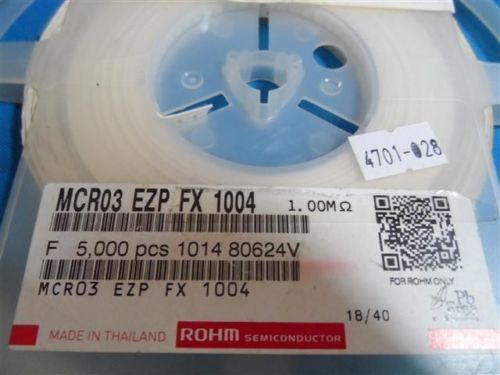 4701-028
MCR03 EZP FX 1004 1.00MΩ
F 5,000 pcs 1014 80624V
FOR ROHM ONLY
MCR03 EZP FX 1004
Pb
18/40
MADE IN THAILAND ROHM SEMICONDUCTOR